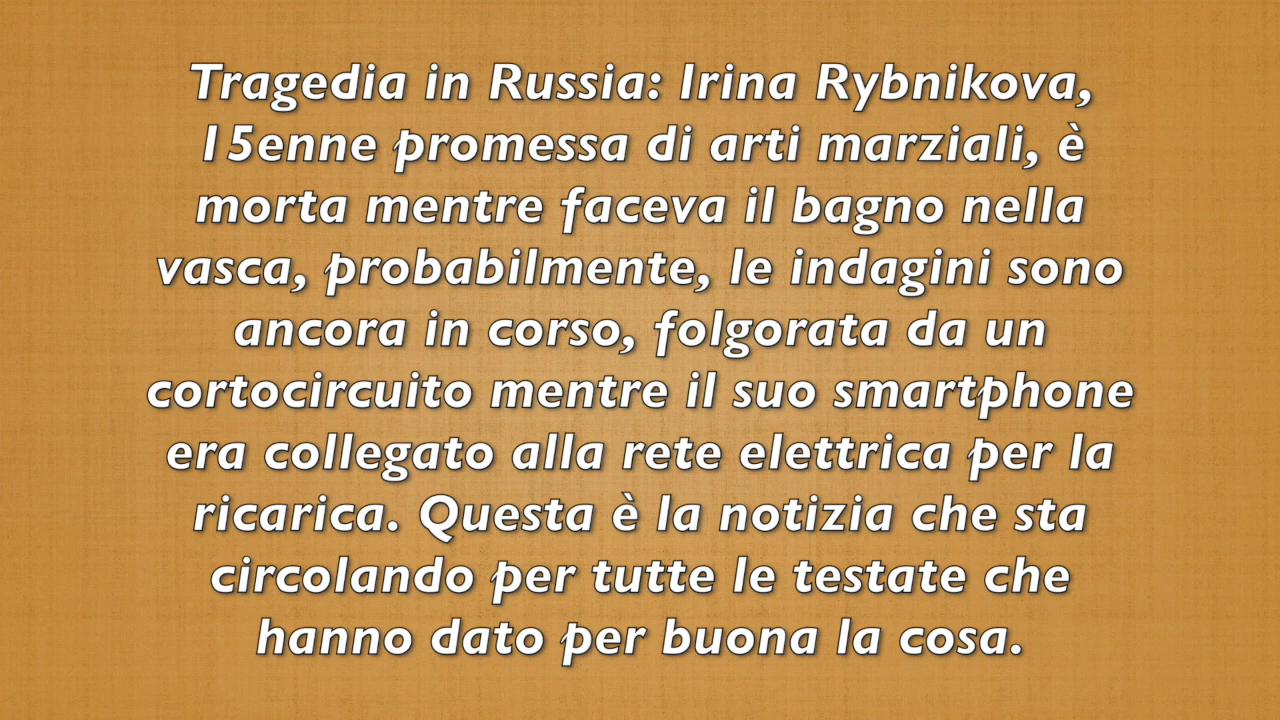 Tragedia in Russia: Irina Rybnikova,
15enne promessa di arti marziali, è
morta mentre faceva il bagno nella
vasca, probabilmente, le indagini sono
ancora in corso, folgorata da un
cortocircuito mentre il suo smartphone
era collegato alla rete elettrica per la
ricarica. Questa è la notizia che sta
circolando per tutte le testate che
hanno dato per buona la cosa.